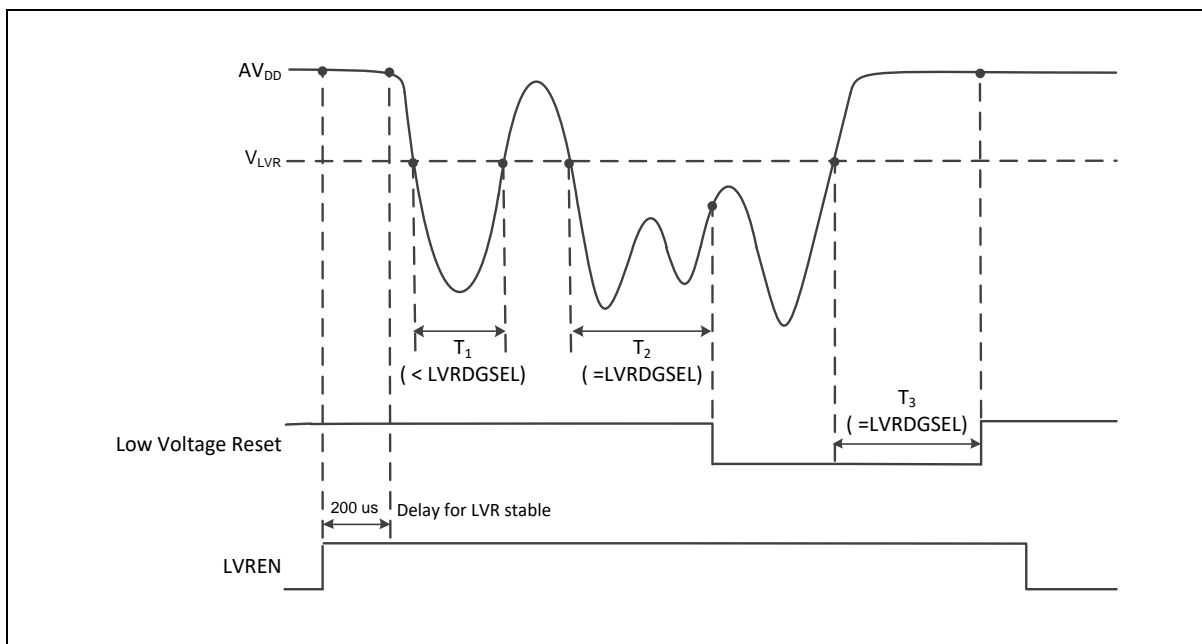 AVDD
VLVR
T1
( < LVRDGSEL)
T2
( =LVRDGSEL)
T3
( =LVRDGSEL)
Low Voltage Reset
200 us
Delay for LVR stable
LVREN